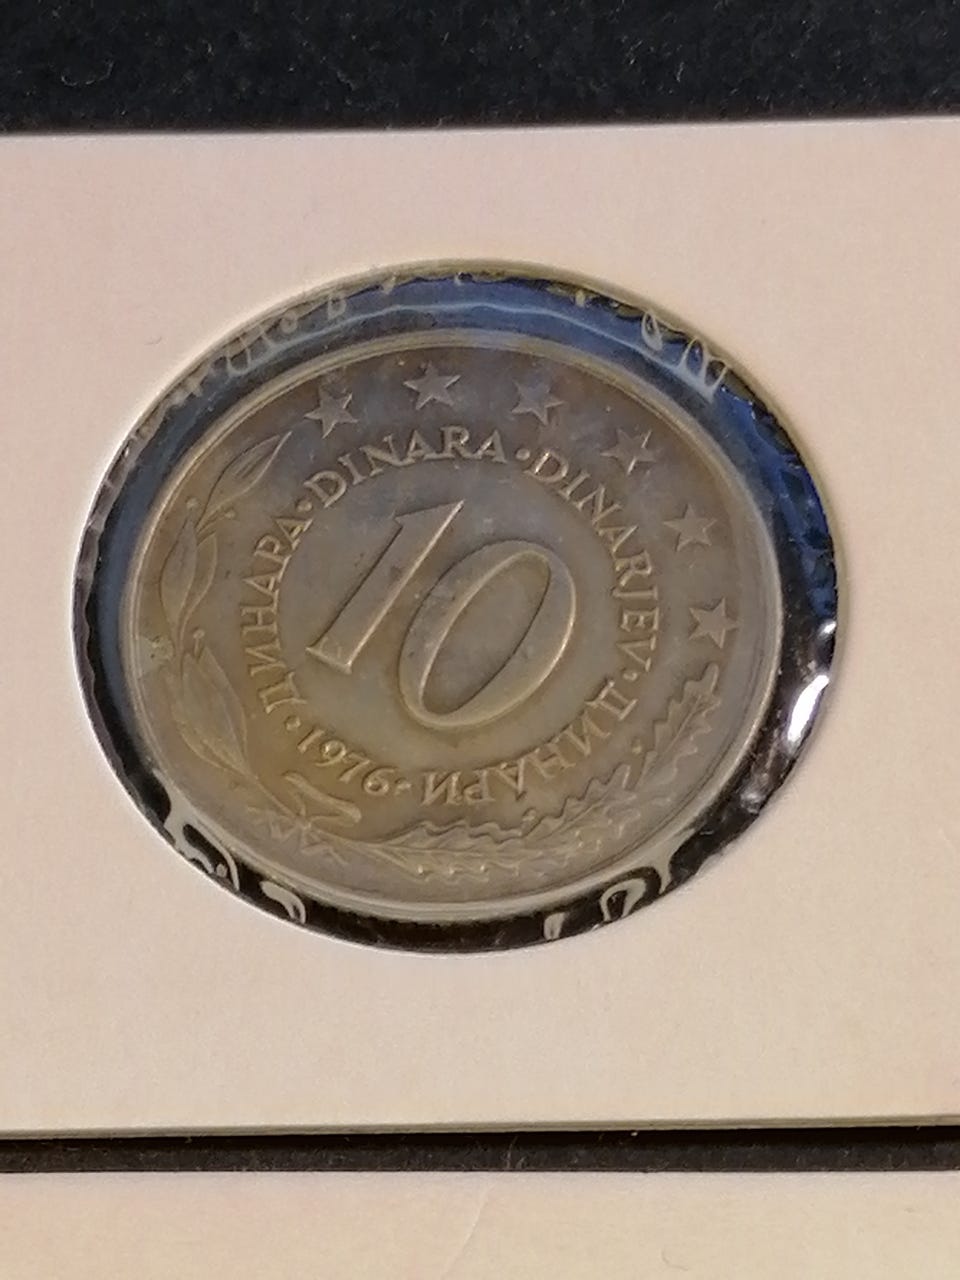 ДИНАРА · DINARA · DINARJEV · ДИНАРИ · 1976 ·
10